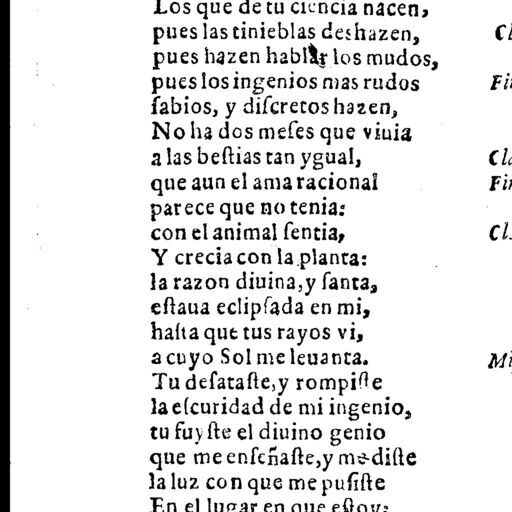 Los que de tu ciencia nacen,
pues las tinieblas deshazen,
pues hazen hablar los mudos,
pues los ingenios mas rudos
ſabios, y diſcretos hazen,
No ha dos meſes que viuia
a las beſtias tan ygual,
que aun el ama racional
parece que no tenia:
con el animal ſentia,
Y crecia con la planta:
la razon diuina, y ſanta,
eſtaua eclipſada en mi,
haſta que tus rayos vi,
a cuyo Sol me leuanta.
Tu deſataſte, y rompiſte
la eſcuridad de mi ingenio,
tu fuyſte el diuino genio
que me enſeñaſte, y me diſte
la luz con que me puſiſte
En el lugar en que eſtoy:
Fin
Cl